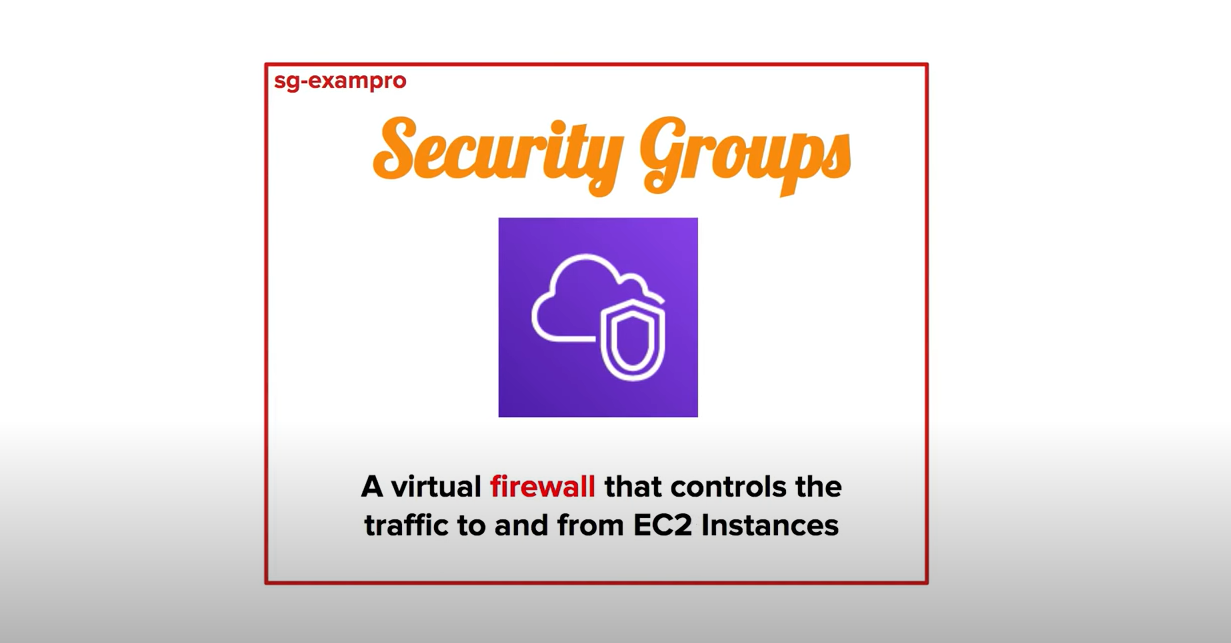 sg-exampro
Security Groups
A virtual firewall that controls the
traffic to and from EC2 Instances